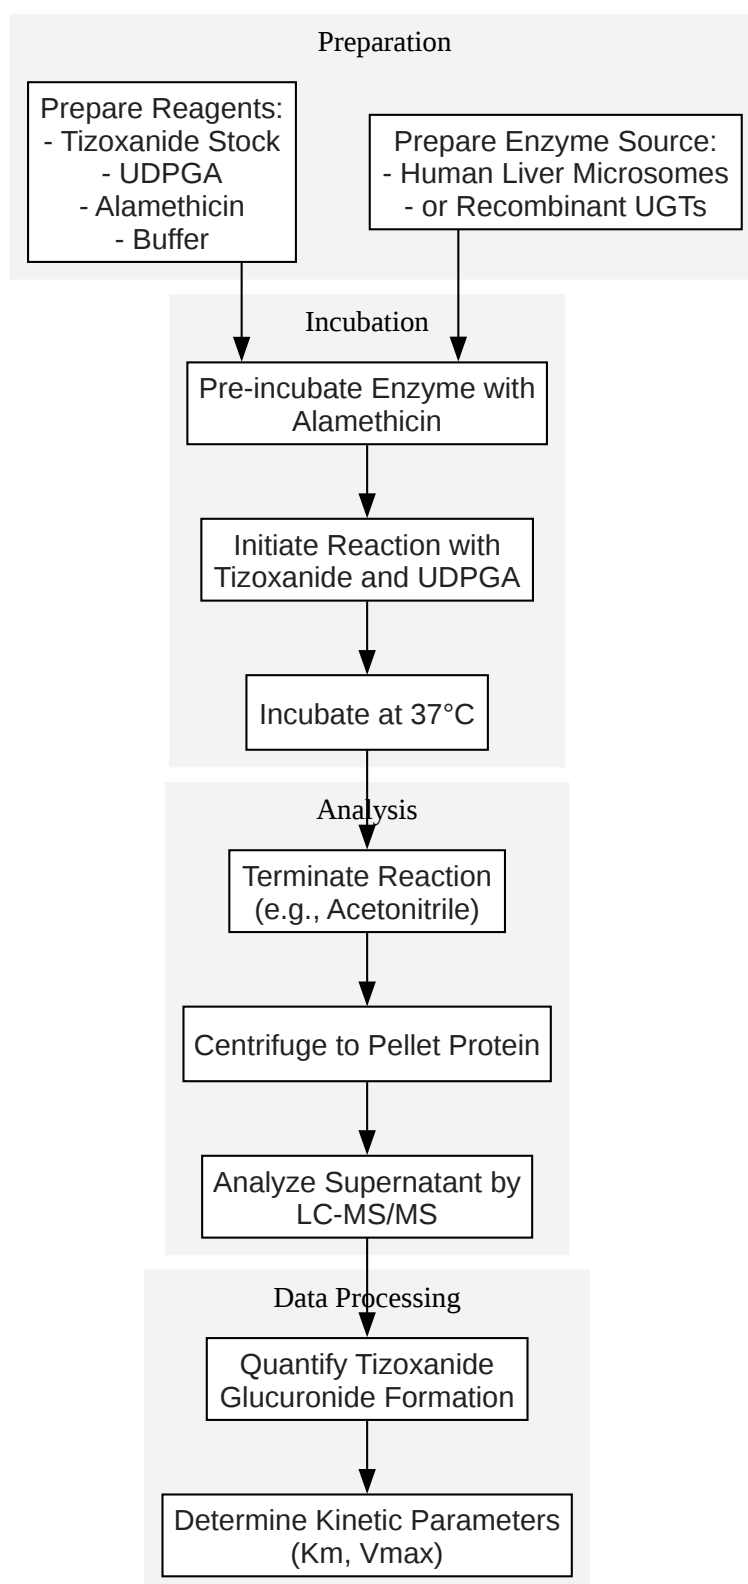 Preparation
Prepare Reagents:
- Tizoxanide Stock
- UDPGA
- Alamethicin
- Buffer
Prepare Enzyme Source:
- Human Liver Microsomes
- or Recombinant UGTs
Incubation
Pre-incubate Enzyme with
Alamethicin
Initiate Reaction with
Tizoxanide and UDPGA
Incubate at 37°C
Analysis
Terminate Reaction
(e.g., Acetonitrile)
Centrifuge to Pellet Protein
Analyze Supernatant by
LC-MS/MS
Data Processing
Quantify Tizoxanide
Glucuronide Formation
Determine Kinetic Parameters
(Km, Vmax)